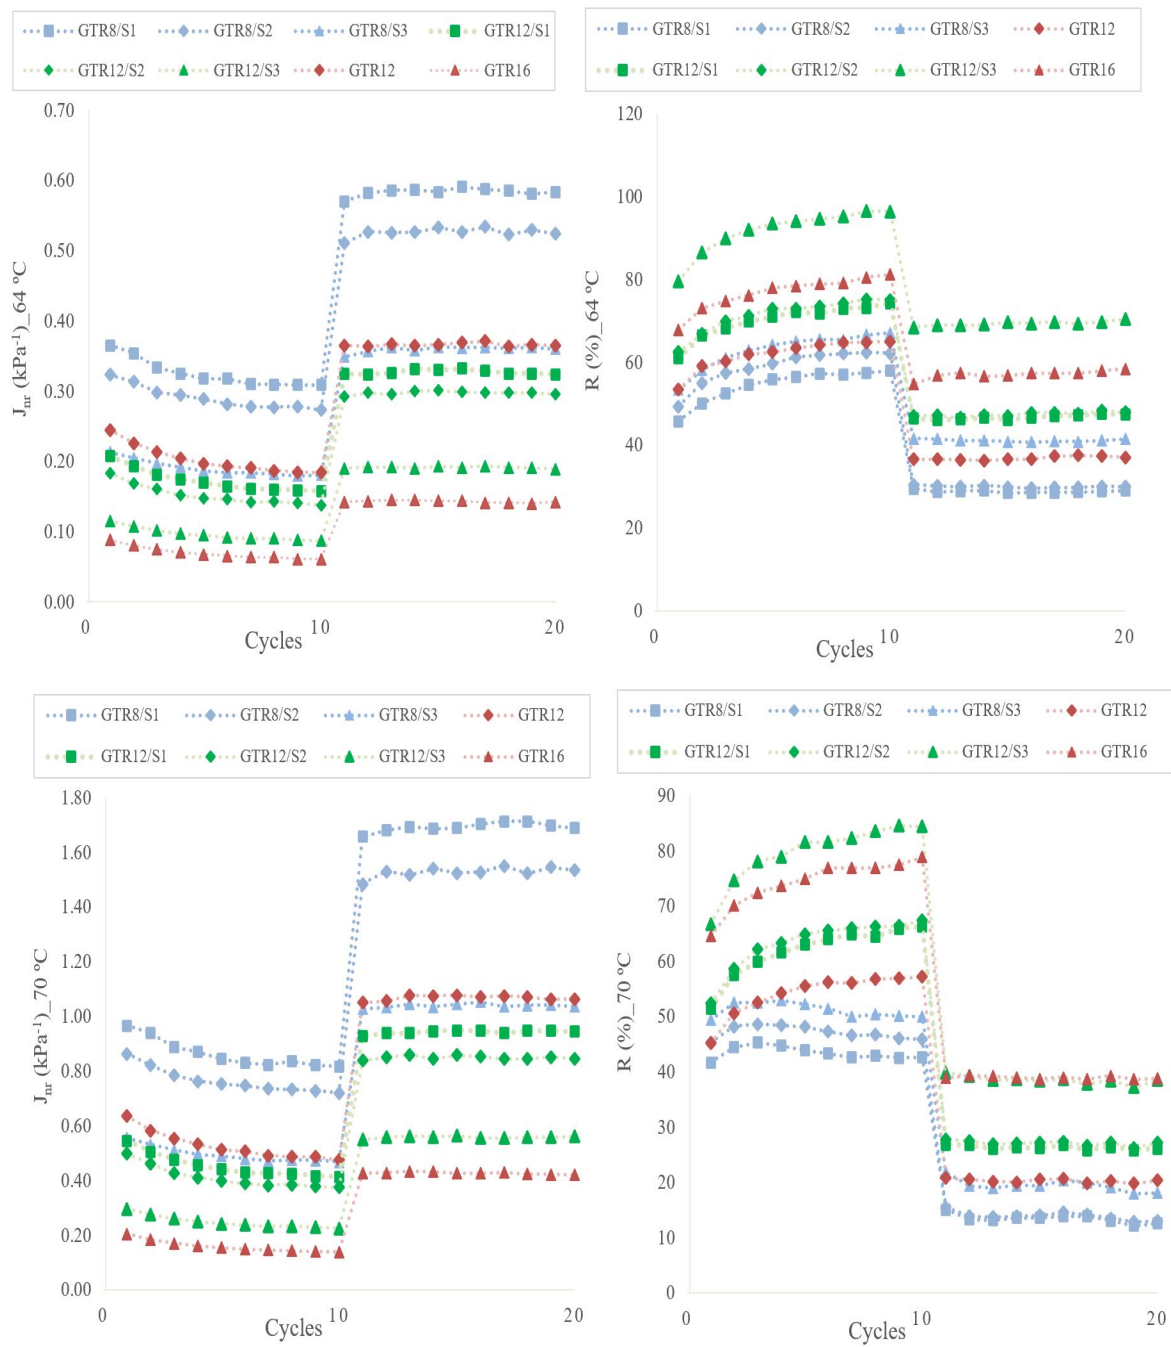 GTR8/S1 GTR8/S2 GTR8/S3 GTR12/S1
GTR12/S2 GTR12/S3 GTR12 GTR16
0.70
0.60
0.50
0.40
0.30
0.20
0.10
0.00
Jnr (kPa-1)_64 ºC
0 10 20
Cycles
GTR8/S1 GTR8/S2 GTR8/S3 GTR12
GTR12/S1 GTR12/S2 GTR12/S3 GTR16
120
100
80
60
40
20
0
R (%)_64 ºC
0 10 20
Cycles
GTR8/S1 GTR8/S2 GTR8/S3 GTR12
GTR12/S1 GTR12/S2 GTR12/S3 GTR16
1.80
1.60
1.40
1.20
1.00
0.80
0.60
0.40
0.20
0.00
Jnr (kPa-1)_70 ºC
0 10 20
Cycles
GTR8/S1 GTR8/S2 GTR8/S3 GTR12
GTR12/S1 GTR12/S2 GTR12/S3 GTR16
90
80
70
60
50
40
30
20
10
0
R (%)_70 ºC
0 10 20
Cycles